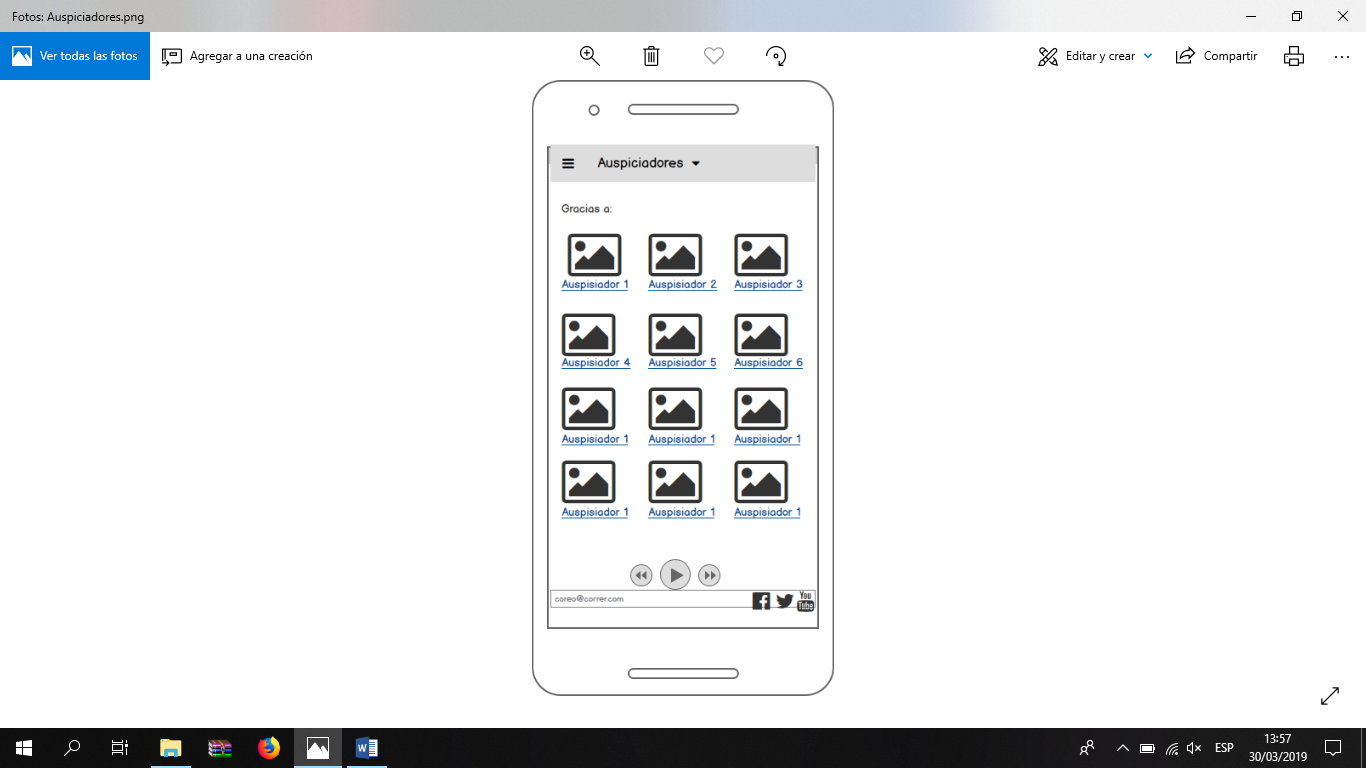 Fotos: Auspiciadores.png
Ver todas las fotos
Agregar a una creación
Editar y crear
Compartir
Auspiciadores
Gracias a:
Auspisiador 1 Auspisiador 2 Auspisiador 3
Auspisiador 4 Auspisiador 5 Auspisiador 6
Auspisiador 1 Auspisiador 1 Auspisiador 1
Auspisiador 1 Auspisiador 1 Auspisiador 1
coreo@correr.com
You
Tube
ESP
13:57
30/03/2019